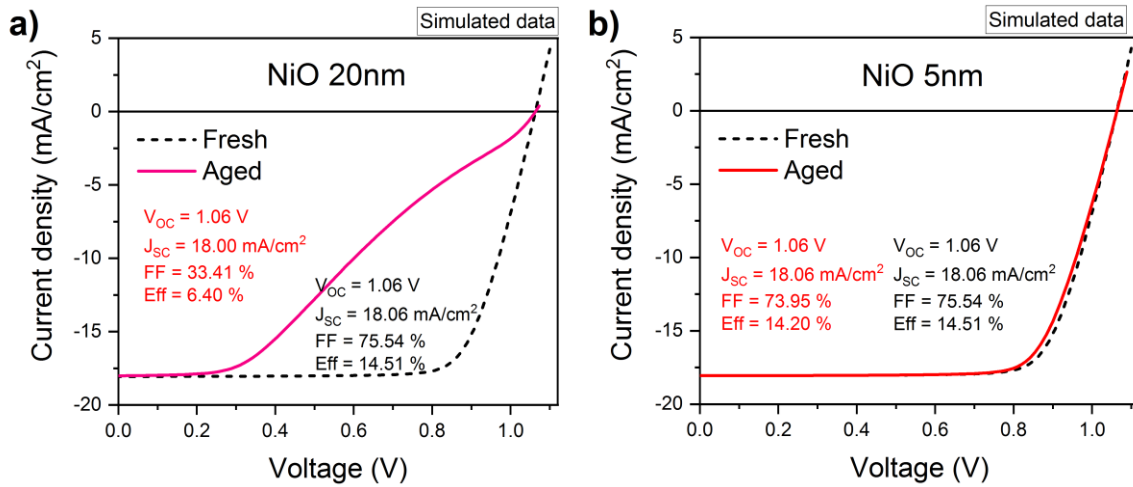 a)
Simulated data
NiO 20nm
Fresh
Aged
V_OC = 1.06 V
J_SC = 18.00 mA/cm²
FF = 33.41 %
Eff = 6.40 %
V_OC = 1.06 V
J_SC = 18.06 mA/cm²
FF = 75.54 %
Eff = 14.51 %
Current density (mA/cm²)
5
0
-5
-10
-15
-20
0.0 0.2 0.4 0.6 0.8 1.0
Voltage (V)
b)
Simulated data
NiO 5nm
Fresh
Aged
V_OC = 1.06 V
J_SC = 18.06 mA/cm²
FF = 73.95 %
Eff = 14.20 %
V_OC = 1.06 V
J_SC = 18.06 mA/cm²
FF = 75.54 %
Eff = 14.51 %
Current density (mA/cm²)
5
0
-5
-10
-15
-20
0.0 0.2 0.4 0.6 0.8 1.0
Voltage (V)